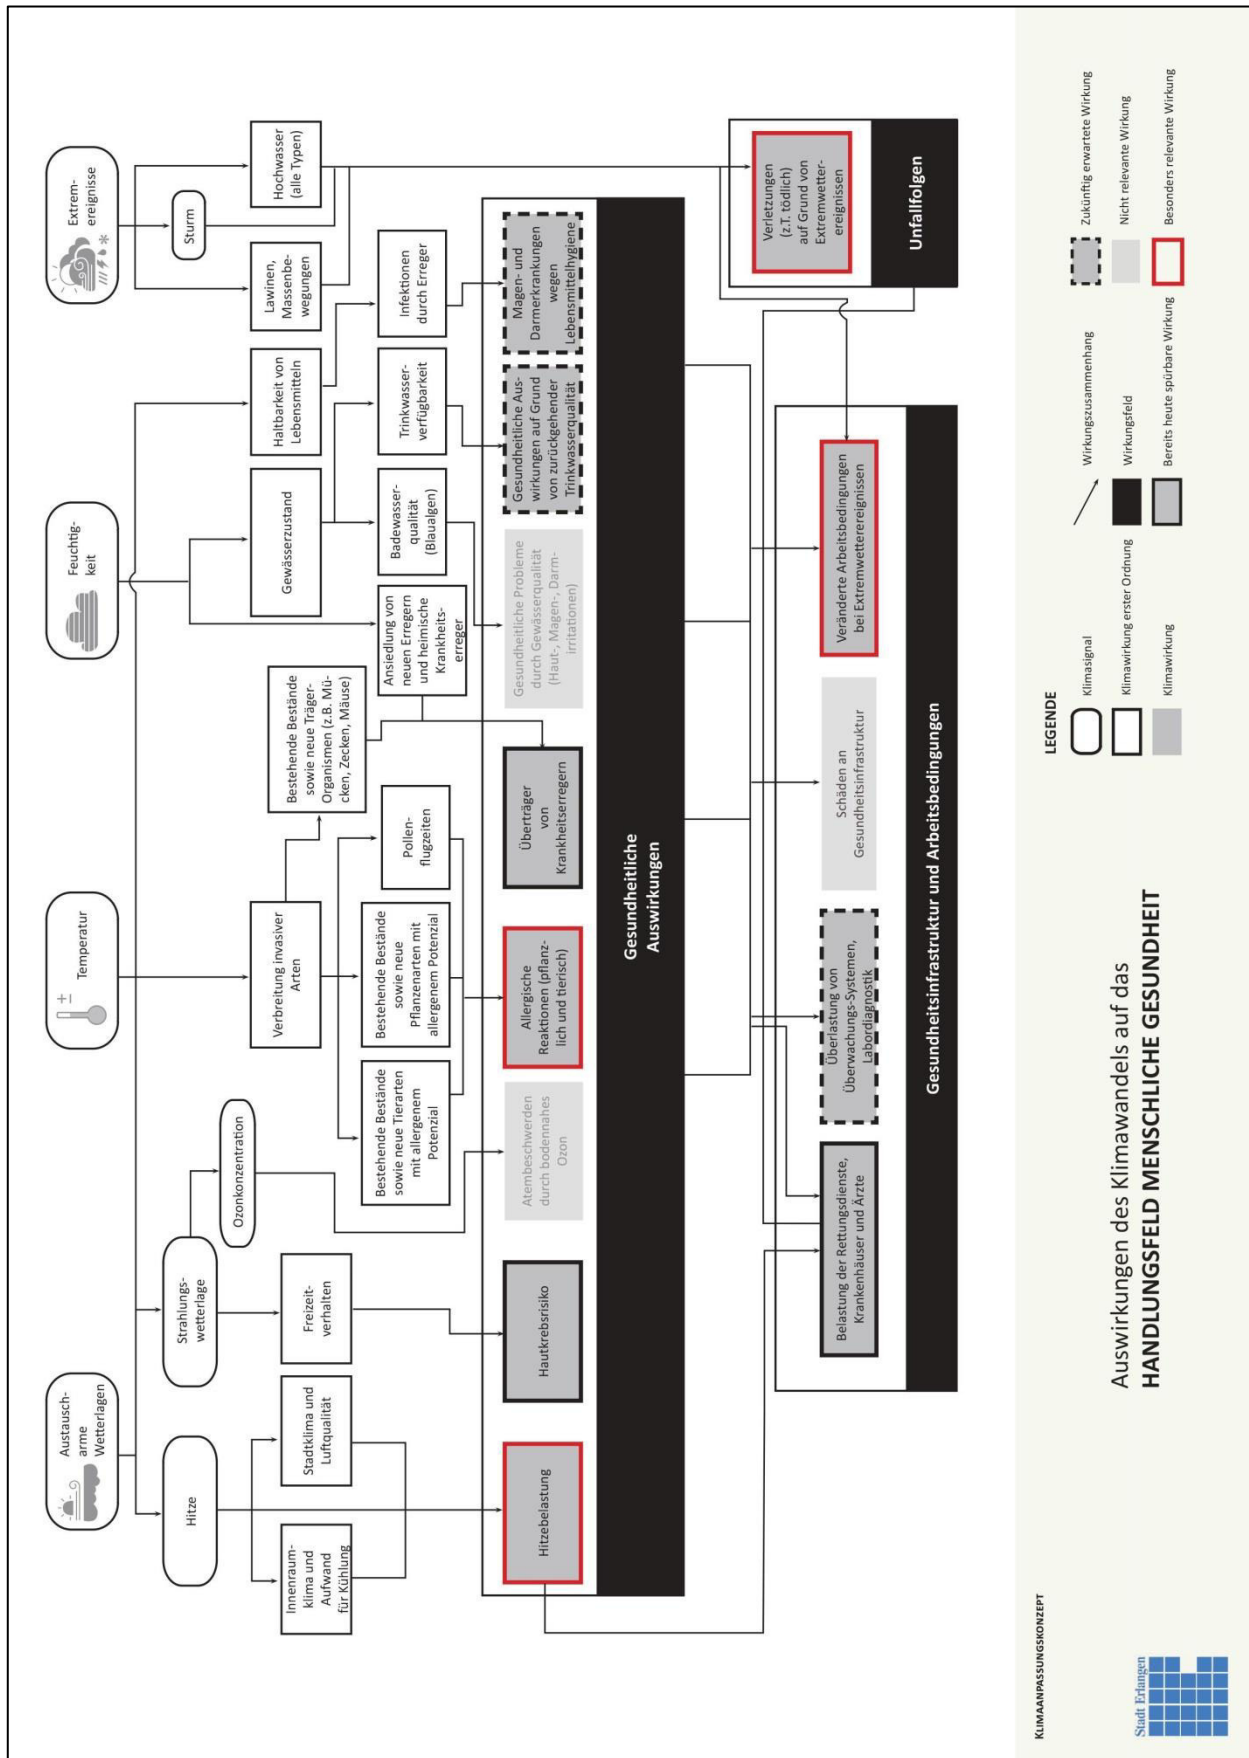 Austausch-
arme
Wetterlagen
Temperatur
Feuchtig-
keit
Extrem-
ereignisse
Hitze
Strahlungs-
wetterlage
Ozonkonzentration
Sturm
Innenraum-
klima und
Aufwand
für Kühlung
Stadtklima und
Luftqualität
Freizeit-
verhalten
Verbreitung invasiver
Arten
Gewässerzustand
Haltbarkeit von
Lebensmitteln
Lawinen,
Massenbe-
wegungen
Hochwasser
(alle Typen)
Bestehende Bestände
sowie neue Träger-
Organismen (z.B. Mü-
cken, Zecken, Mäuse)
Bestehende Bestände
sowie neue Tierarten
mit allergenem
Potenzial
Bestehende Bestände
sowie neue
Pflanzenarten mit
allergenem Potenzial
Pollen-
flugzeiten
Ansiedlung von
neuen Erregern
und heimische
Krankheits-
erreger
Badewasser-
qualität
(Blaualgen)
Trinkwasser-
verfügbarkeit
Infektionen
durch Erreger
Hitzebelastung
Hautkrebsrisiko
Atembeschwerden
durch bodennahes
Ozon
Allergische
Reaktionen (pflanz-
lich und tierisch)
Überträger
von
Krankheitserregern
Gesundheitliche Probleme
durch Gewässerqualität
(Haut-, Magen-, Darm-
irritationen)
Gesundheitliche Aus-
wirkungen auf Grund
von zurückgehender
Trinkwasserqualität
Magen- und
Darmerkrankungen
wegen
Lebensmittelhygiene
Gesundheitliche
Auswirkungen
Verletzungen
(z.T. tödlich)
auf Grund von
Extremwetter-
ereignissen
Unfallfolgen
Belastung der Rettungsdienste,
Krankenhäuser und Ärzte
Überlastung von
Überwachungs-Systemen,
Labordiagnostik
Schäden an
Gesundheitsinfrastruktur
Veränderte Arbeitsbedingungen
bei Extremwetterereignissen
Gesundheitsinfrastruktur und Arbeitsbedingungen
KLIMAANPASSUNGSKONZEPT
Stadt Erlangen
Auswirkungen des Klimawandels auf das
HANDLUNGSFELD MENSCHLICHE GESUNDHEIT
LEGENDE
Klimasignal
Klimawirkung erster Ordnung
Klimawirkung
Wirkungszusammenhang
Wirkungsfeld
Bereits heute spürbare Wirkung
Zukünftig erwartete Wirkung
Nicht relevante Wirkung
Besonders relevante Wirkung